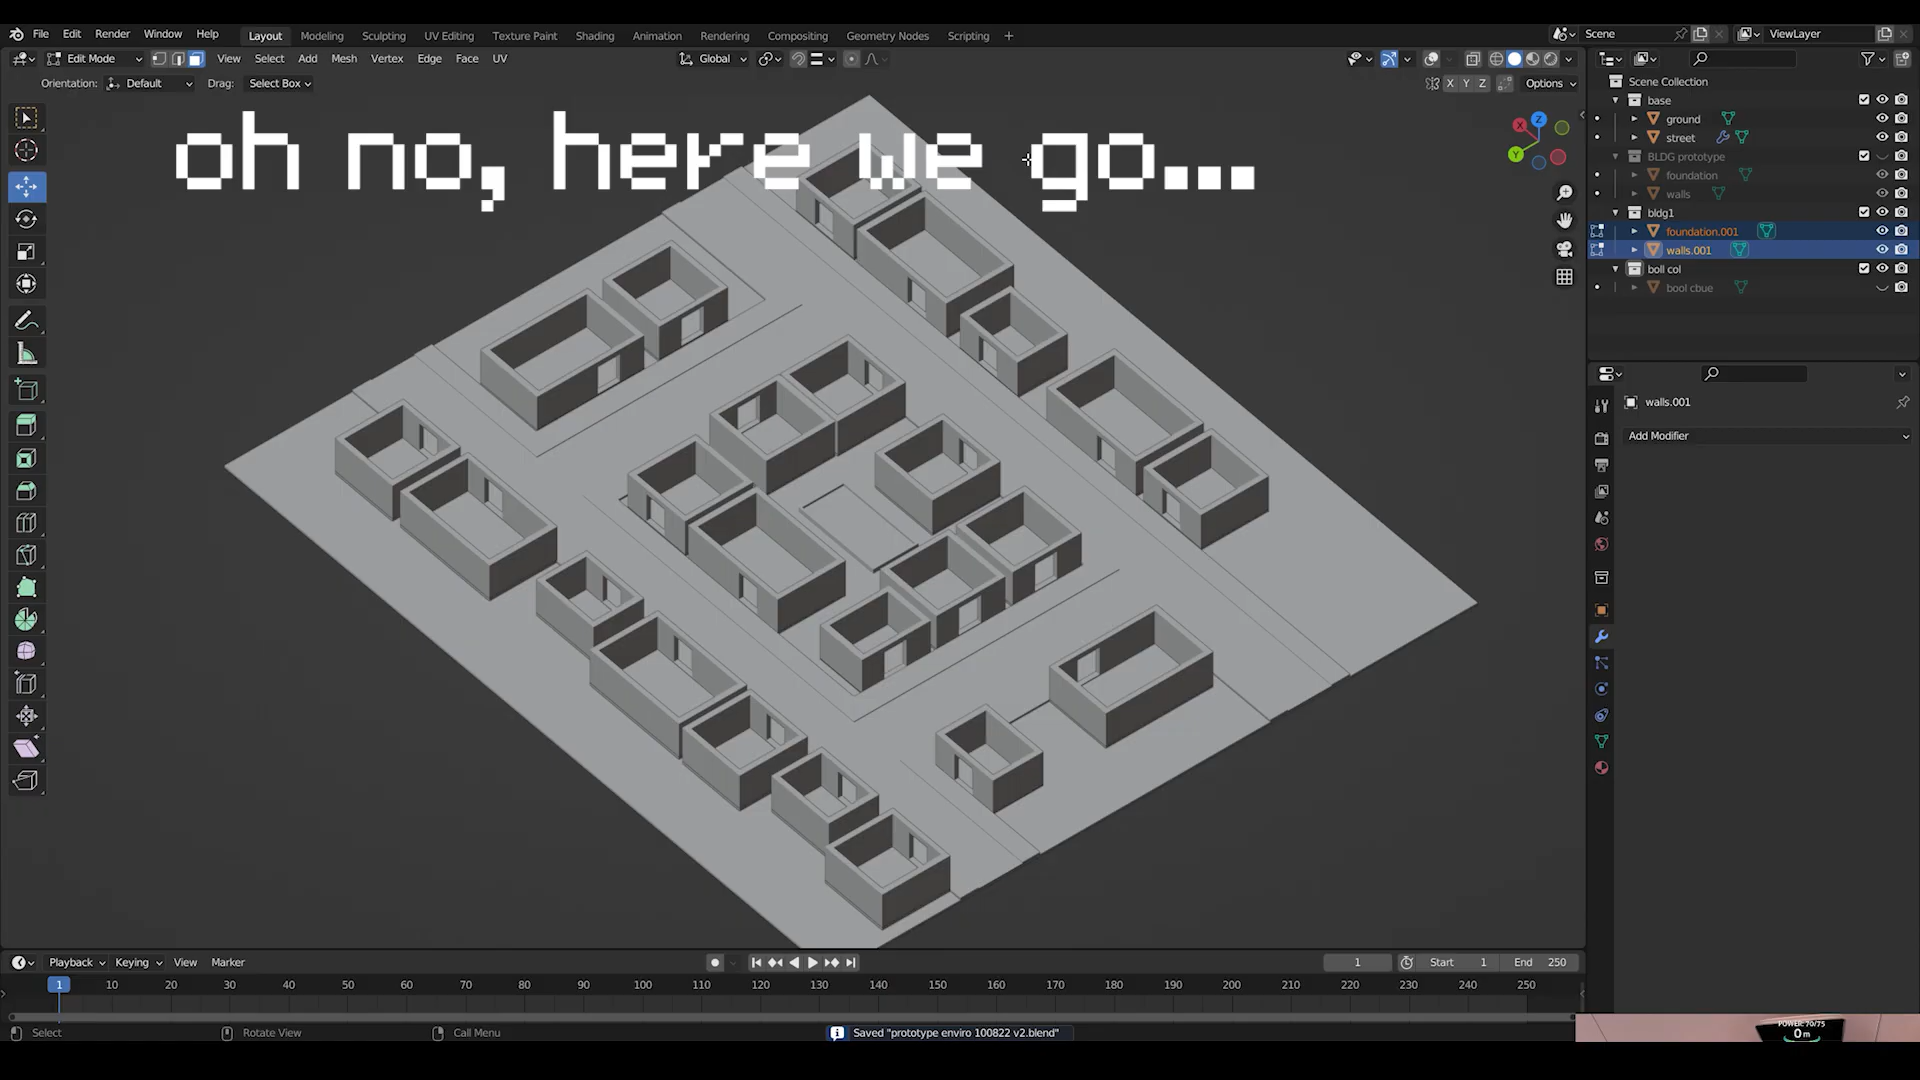 File Edit Render Window Help Layout Modeling Sculpting UV Editing Texture Paint Shading Animation Rendering Compositing Geometry Nodes Scripting + Scene ViewLayer
Edit Mode View Select Add Mesh Vertex Edge Face UV Global
Orientation: Default Drag: Select Box X Y Z Options
oh no, here we go...
X Z Y
Scene Collection
base
ground
street
BLDG prototype
foundation
walls
bldg1
foundation.001
walls.001
boll col
bool cbue
walls.001
Add Modifier
Playback Keying View Marker 1 Start 1 End 250
1 10 20 30 40 50 60 70 80 90 100 110 120 130 140 150 160 170 180 190 200 210 220 230 240 250
Select Rotate View Call Menu Saved "prototype enviro 100822 v2.blend"
POWER: 70/75
0 m